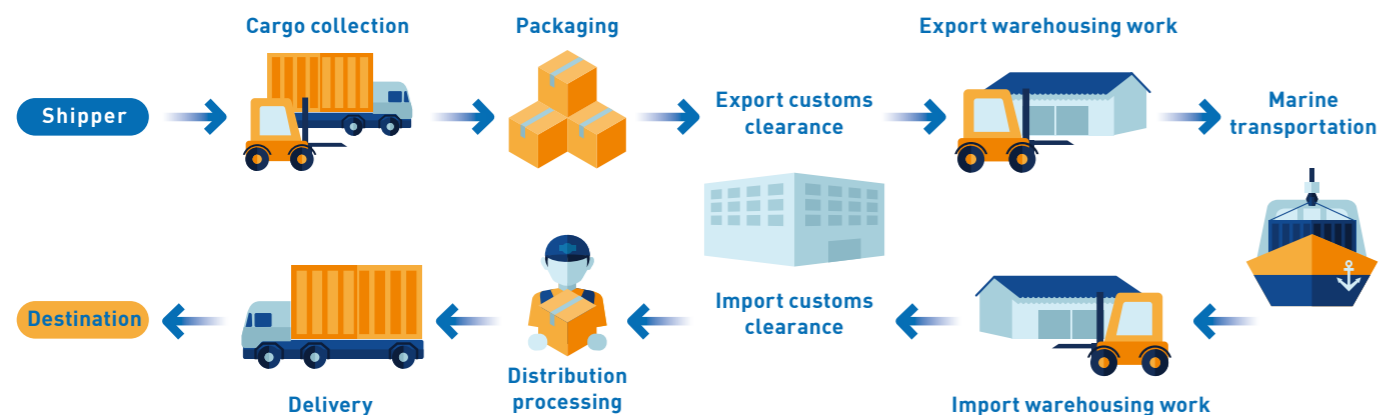 Cargo collection
Packaging
Export warehousing work
Shipper
Export customs
clearance
Marine
transportation
Destination
Import customs
clearance
Delivery
Distribution
processing
Import warehousing work